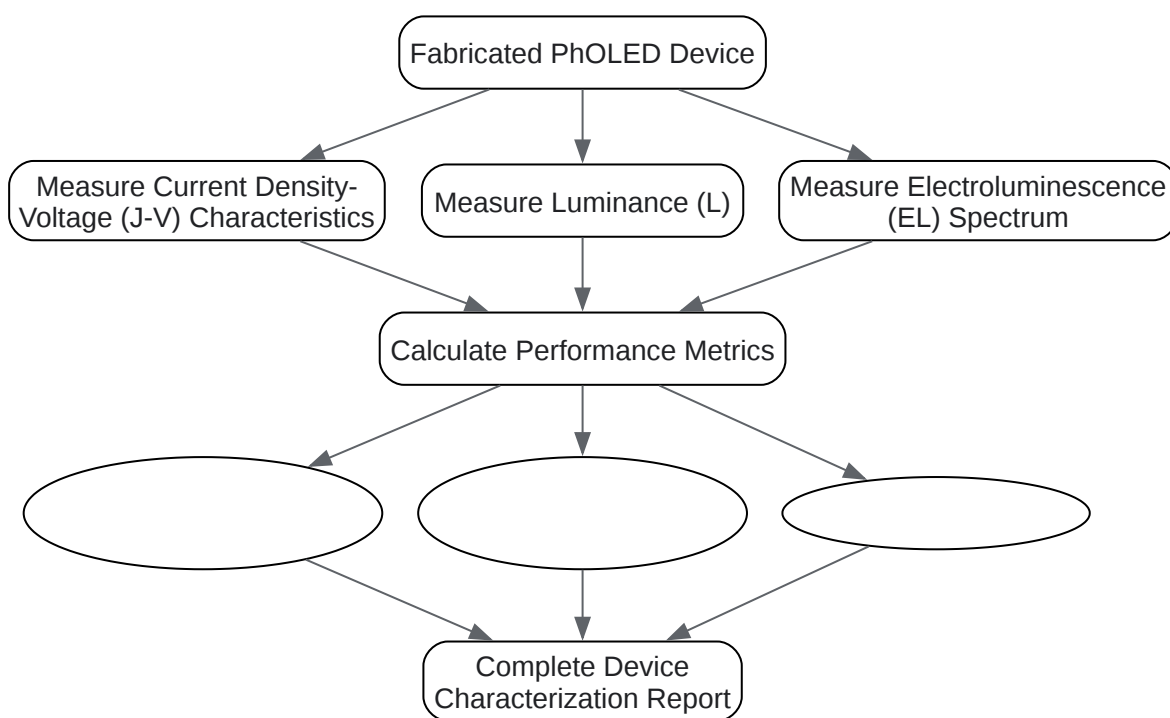 Fabricated PhOLED Device
Measure Current Density-
Voltage (J-V) Characteristics
Measure Luminance (L)
Measure Electroluminescence
(EL) Spectrum
Calculate Performance Metrics
Complete Device
Characterization Report